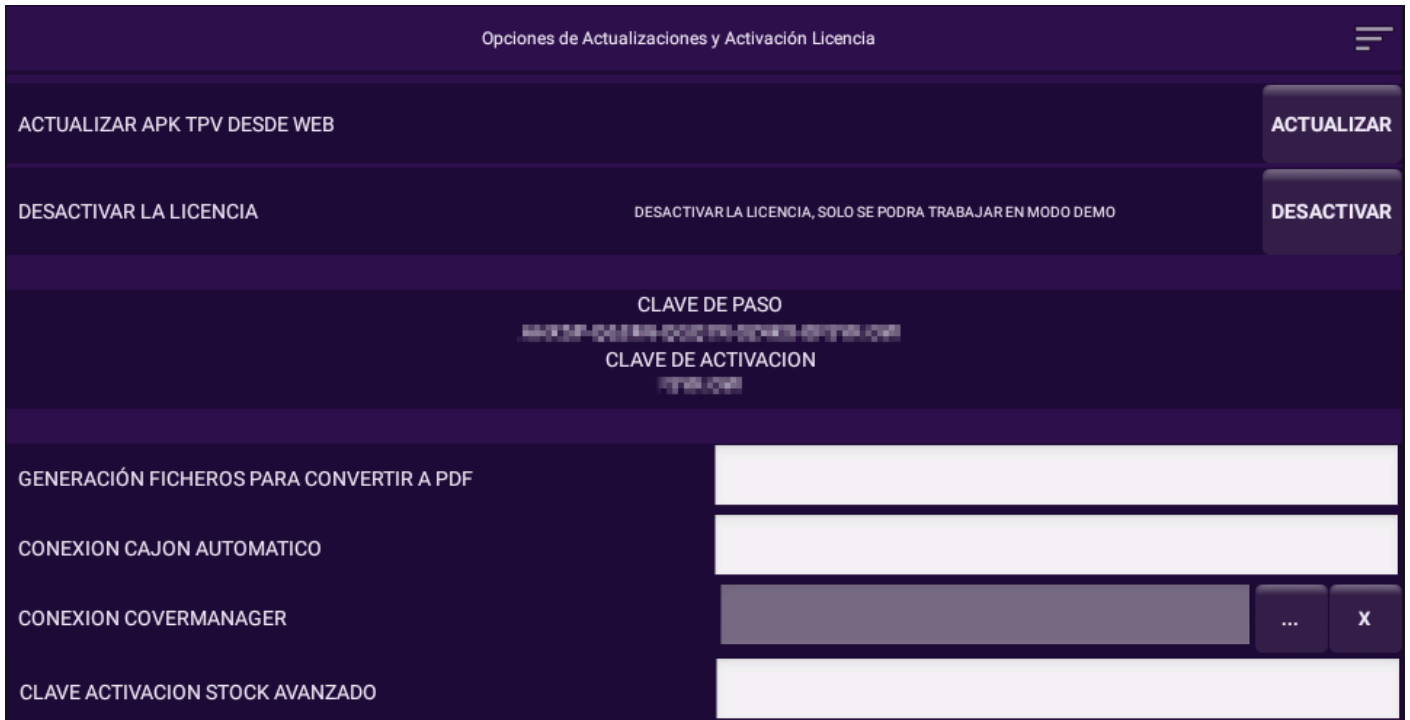 Opciones de Actualizaciones y Activación Licencia
ACTUALIZAR APK TPV DESDE WEB ACTUALIZAR
DESACTIVAR LA LICENCIA DESACTIVAR LA LICENCIA, SOLO SE PODRA TRABAJAR EN MODO DEMO DESACTIVAR
CLAVE DE PASO
CLAVE DE ACTIVACION
GENERACIÓN FICHEROS PARA CONVERTIR A PDF
CONEXION CAJON AUTOMATICO
CONEXION COVERMANAGER ... X
CLAVE ACTIVACION STOCK AVANZADO